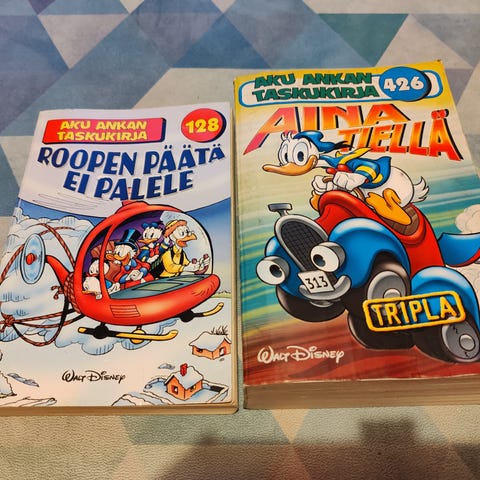 AKU ANKAN
TASKUKIRJA
128
ROOPEN PÄÄTÄ
EI PALELE
WALT DISNEY
AKU ANKAN
TASKUKIRJA
426
AINA
TIELLÄ
313
TRIPLA
WALT DISNEY